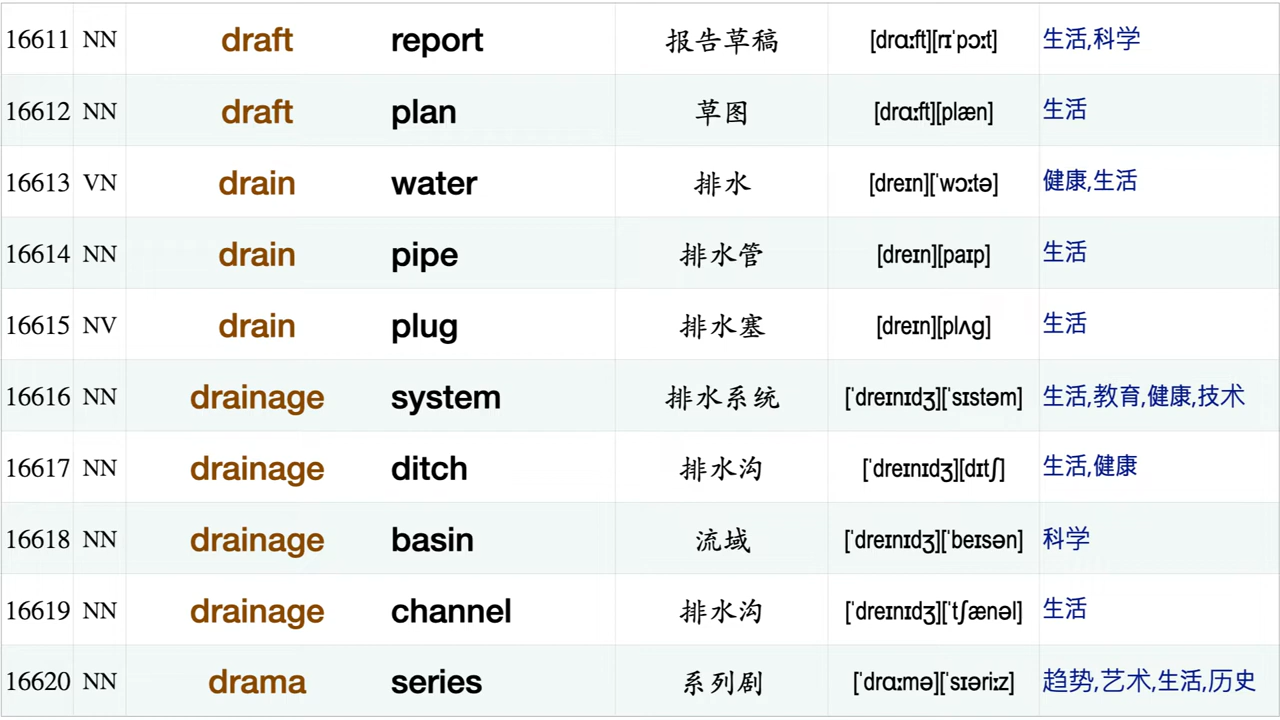 16611 NN draft report 报告草稿 [drɑːft][rɪˈpɔːt] 生活,科学
16612 NN draft plan 草图 [drɑːft][plæn] 生活
16613 VN drain water 排水 [dreɪn][ˈwɔːtə] 健康,生活
16614 NN drain pipe 排水管 [dreɪn][paɪp] 生活
16615 NV drain plug 排水塞 [dreɪn][plʌɡ] 生活
16616 NN drainage system 排水系统 [ˈdreɪnɪdʒ][ˈsɪstəm] 生活,教育,健康,技术
16617 NN drainage ditch 排水沟 [ˈdreɪnɪdʒ][dɪtʃ] 生活,健康
16618 NN drainage basin 流域 [ˈdreɪnɪdʒ][ˈbeɪsən] 科学
16619 NN drainage channel 排水沟 [ˈdreɪnɪdʒ][ˈtʃænəl] 生活
16620 NN drama series 系列剧 [ˈdrɑːmə][ˈsɪəriːz] 趋势,艺术,生活,历史